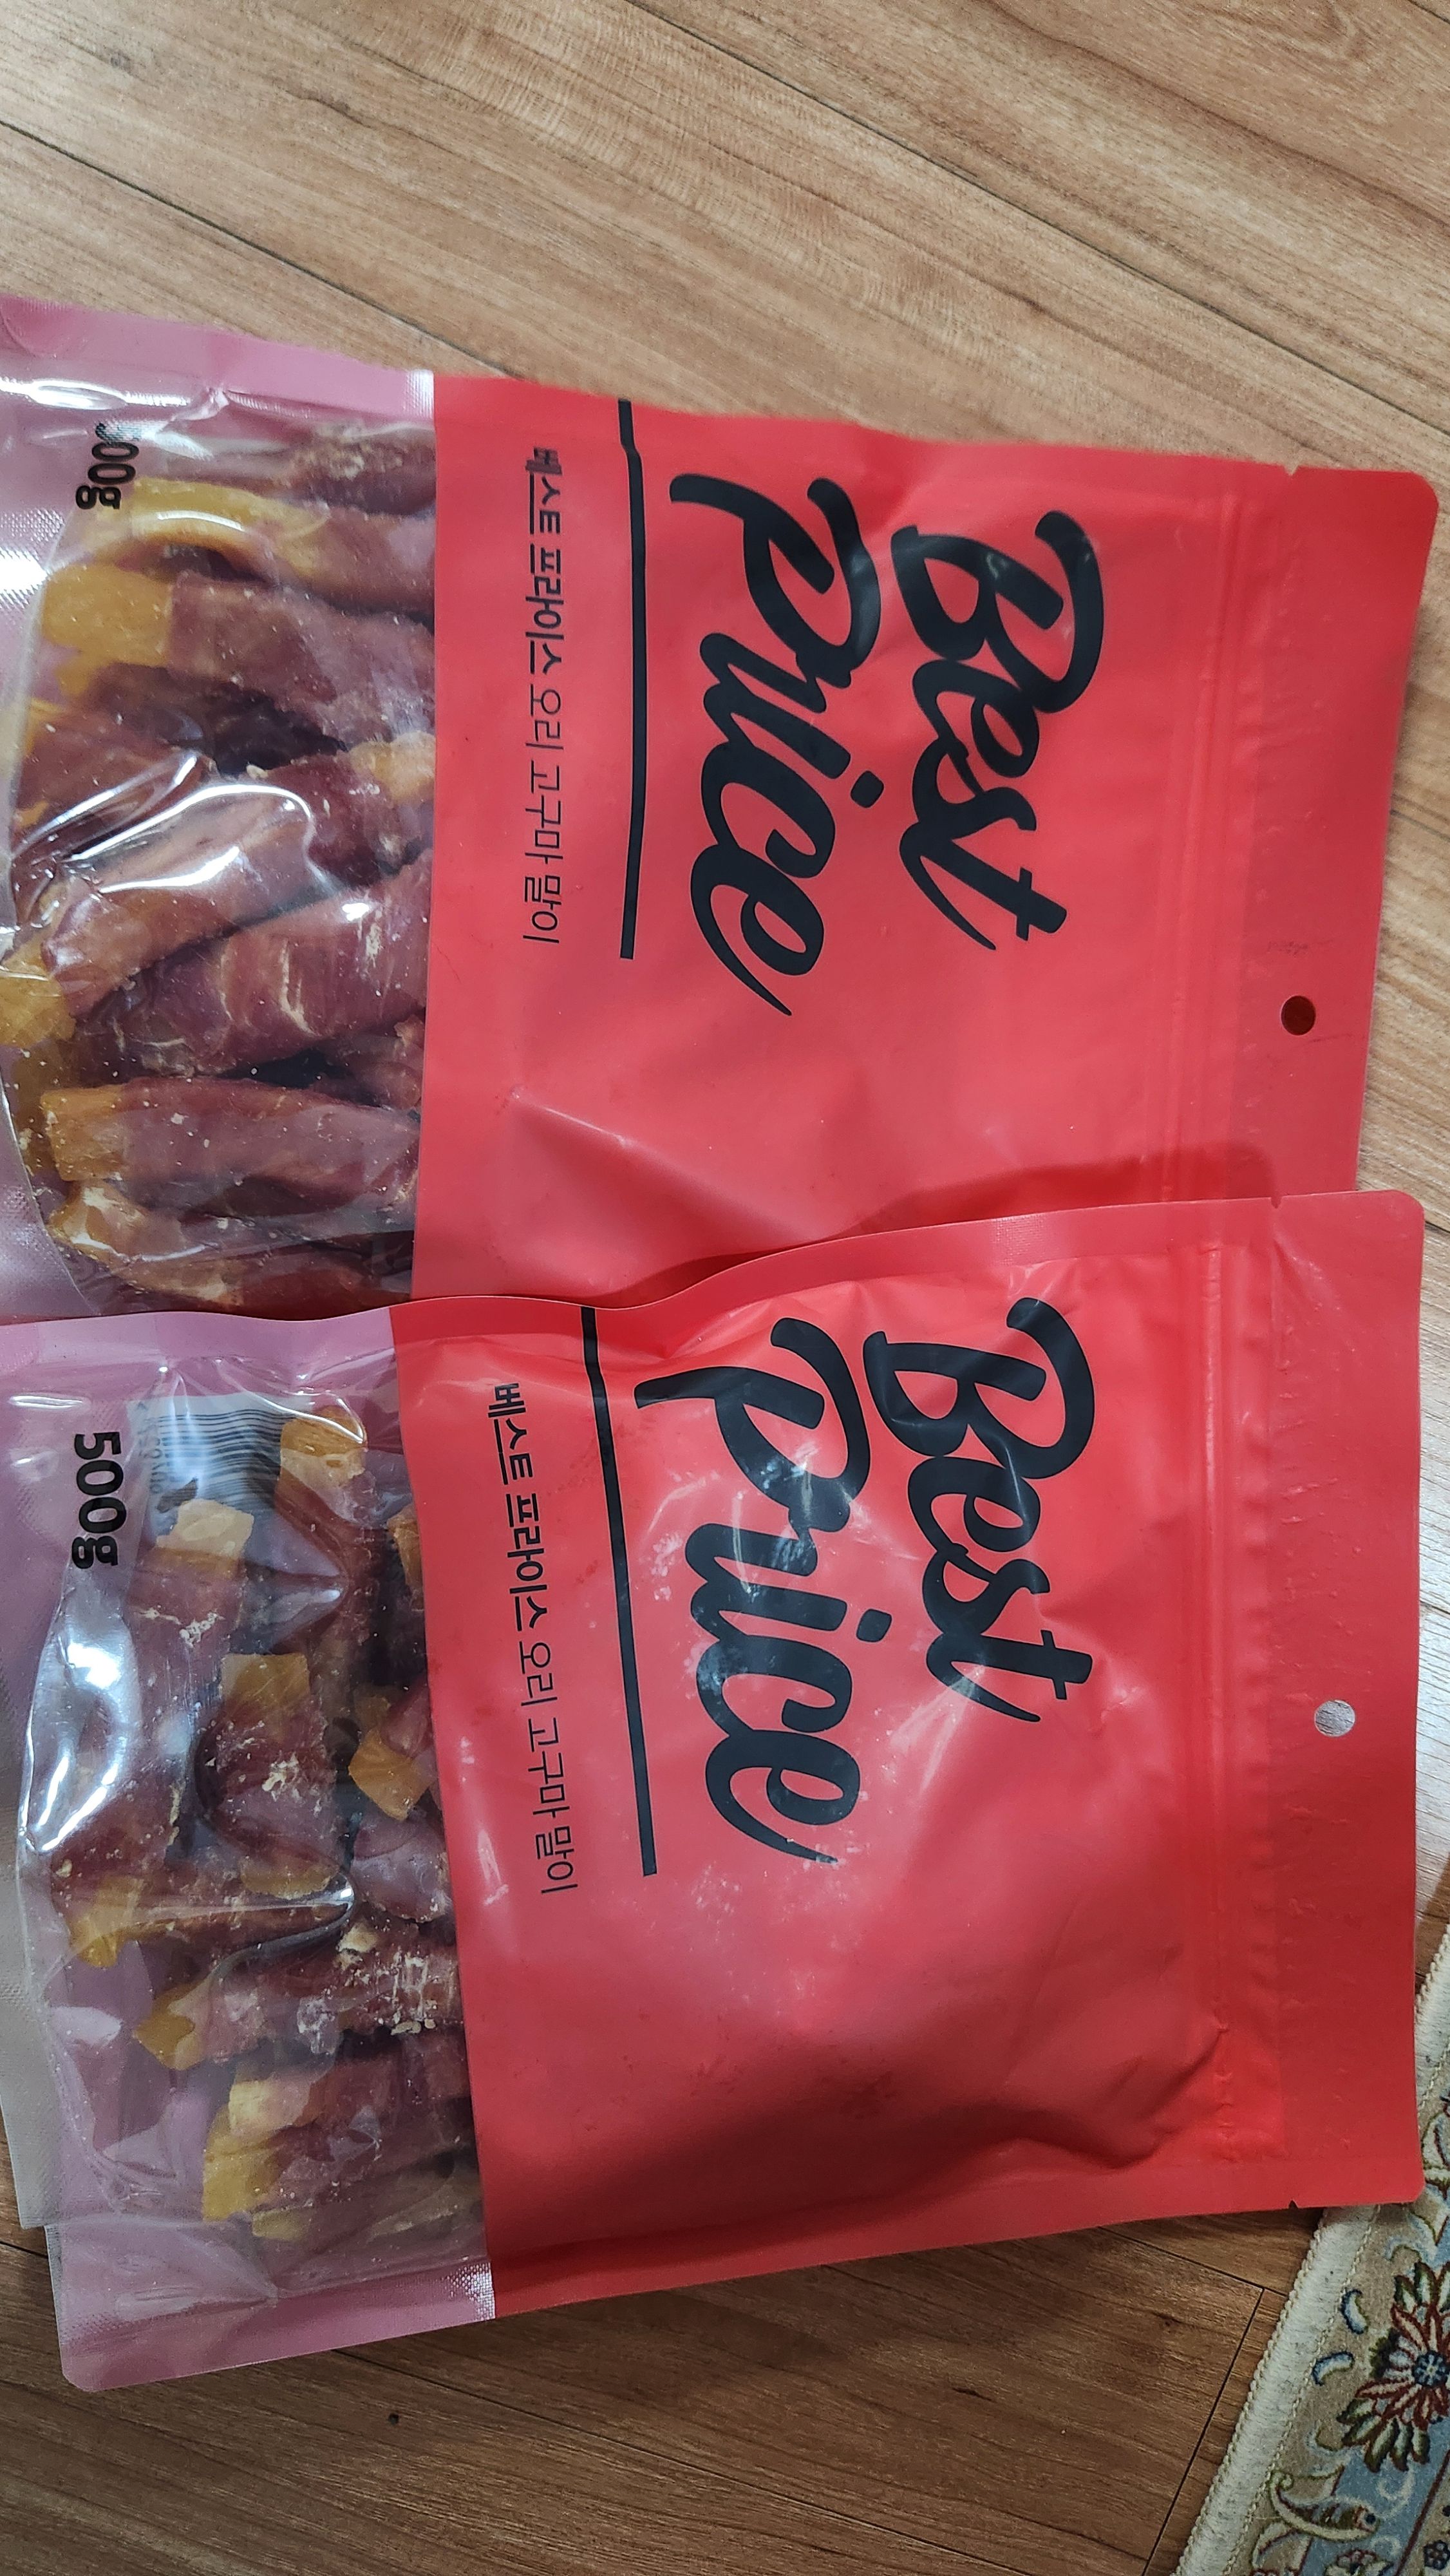 Best
Price
베스트 프라이스 오리 고구마 말이
500g
Best
Price
베스트 프라이스 오리 고구마 말이
500g